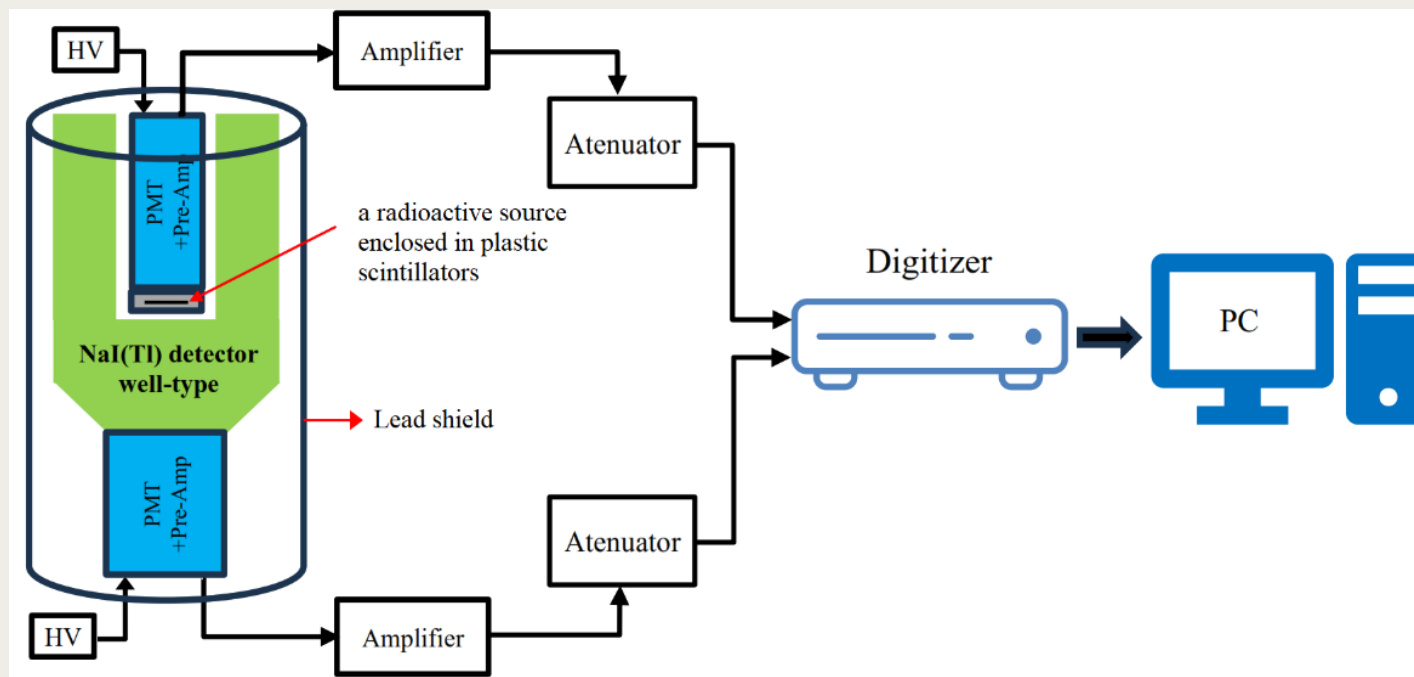 HV
Amplifier
Atenuator
PMT
+Pre-Amp
a radioactive source
enclosed in plastic
scintillators
Digitizer
PC
NaI(Tl) detector
well-type
Lead shield
PMT
+Pre-Amp
Atenuator
HV
Amplifier